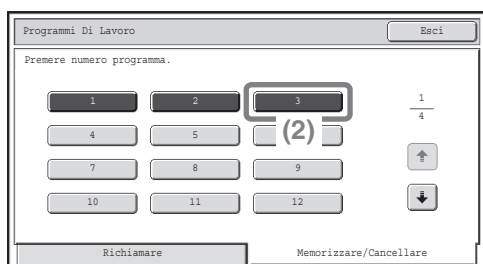 Programmi Di Lavoro Esci
Premere numero programma.
1 2 3 1
4
4 5 (2)
7 8 9
10 11 12
Richiamare Memorizzare/Cancellare